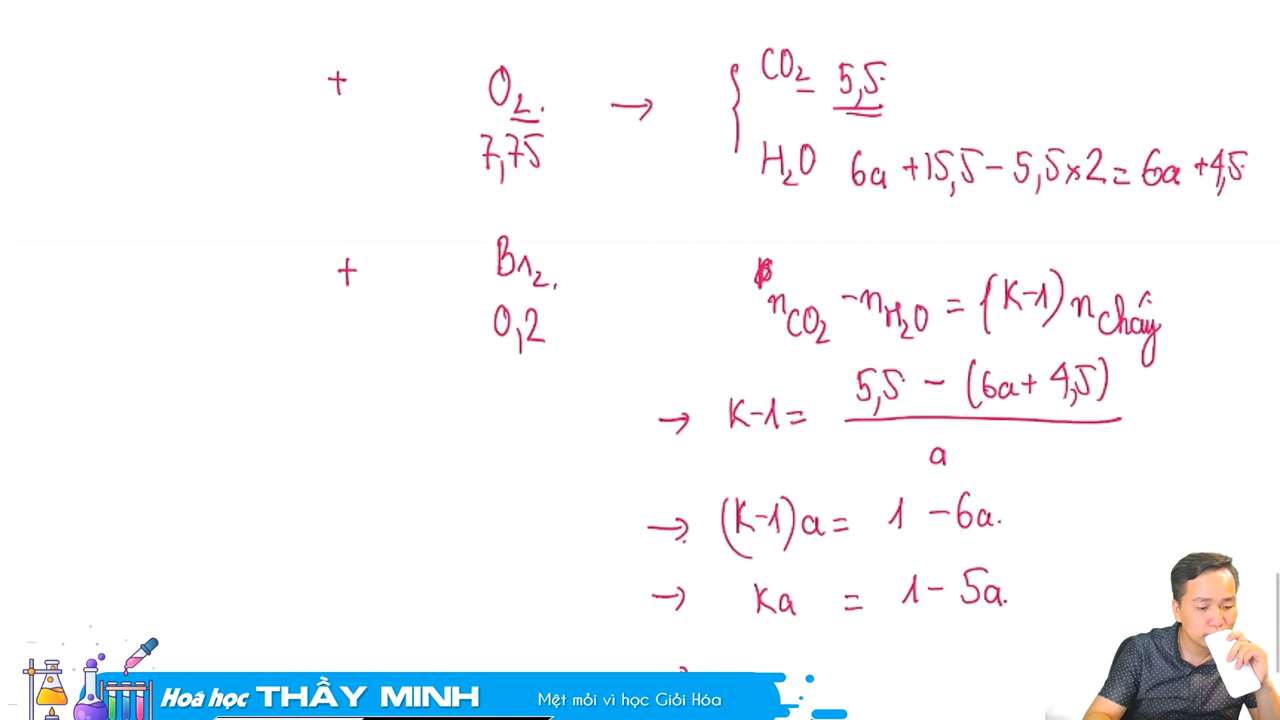 + O₂. → { CO₂ 5,5
7,75 H₂O 6a + 15,5 - 5,5 × 2 = 6a + 4,5
+ Br₂.
0,2
nCO₂ - nH₂O = (K-1) n cháy
→ K-1 = 5,5 - (6a + 4,5) / a
→ (K-1)a = 1 - 6a.
→ Ka = 1 - 5a.
Hoá học THẦY MINH
Mệt mỏi vì học Giỏi Hóa